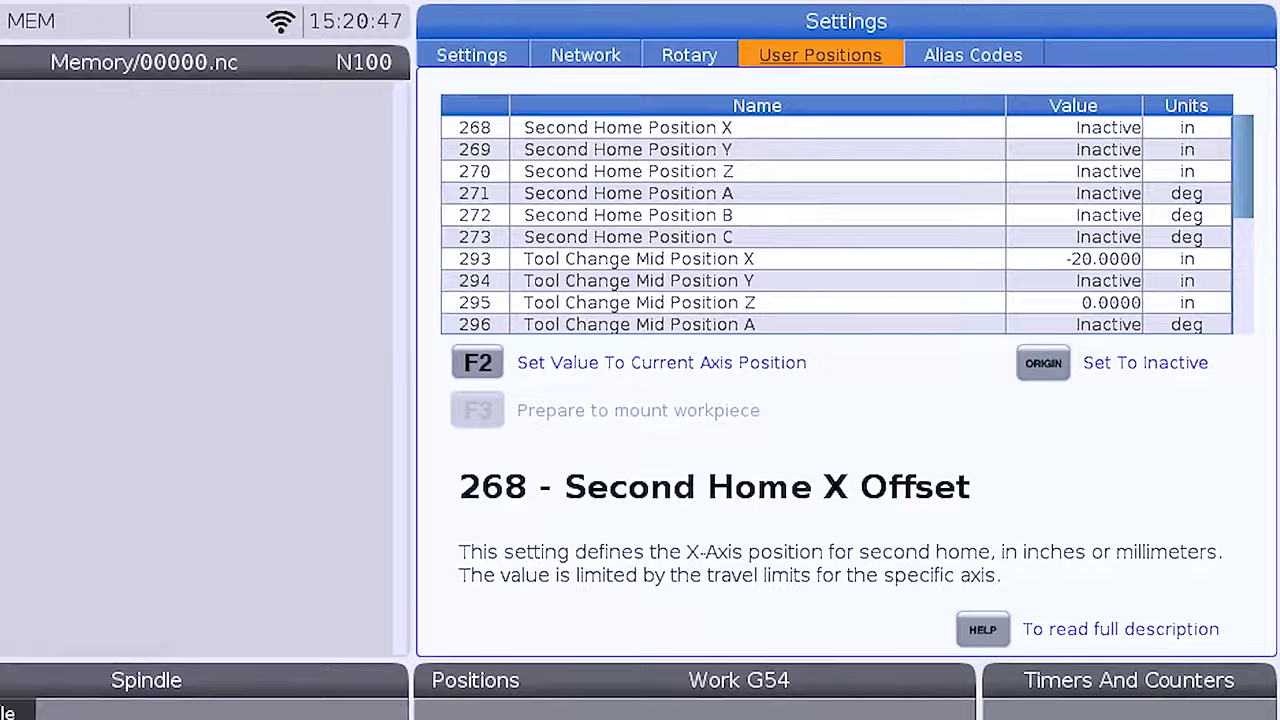 MEM
15:20:47
Memory/00000.nc N100
Settings
Settings Network Rotary User Positions Alias Codes
Name Value Units
268 Second Home Position X Inactive in
269 Second Home Position Y Inactive in
270 Second Home Position Z Inactive in
271 Second Home Position A Inactive deg
272 Second Home Position B Inactive deg
273 Second Home Position C Inactive deg
293 Tool Change Mid Position X -20.0000 in
294 Tool Change Mid Position Y Inactive in
295 Tool Change Mid Position Z 0.0000 in
296 Tool Change Mid Position A Inactive deg
F2 Set Value To Current Axis Position ORIGIN Set To Inactive
F3 Prepare to mount workpiece
268 - Second Home X Offset
This setting defines the X-Axis position for second home, in inches or millimeters.
The value is limited by the travel limits for the specific axis.
HELP To read full description
Spindle
Positions Work G54
Timers And Counters